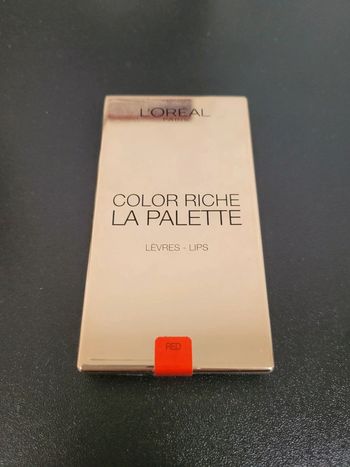 L'ORÉAL
PARIS
COLOR RICHE
LA PALETTE
LÈVRES - LIPS
RED